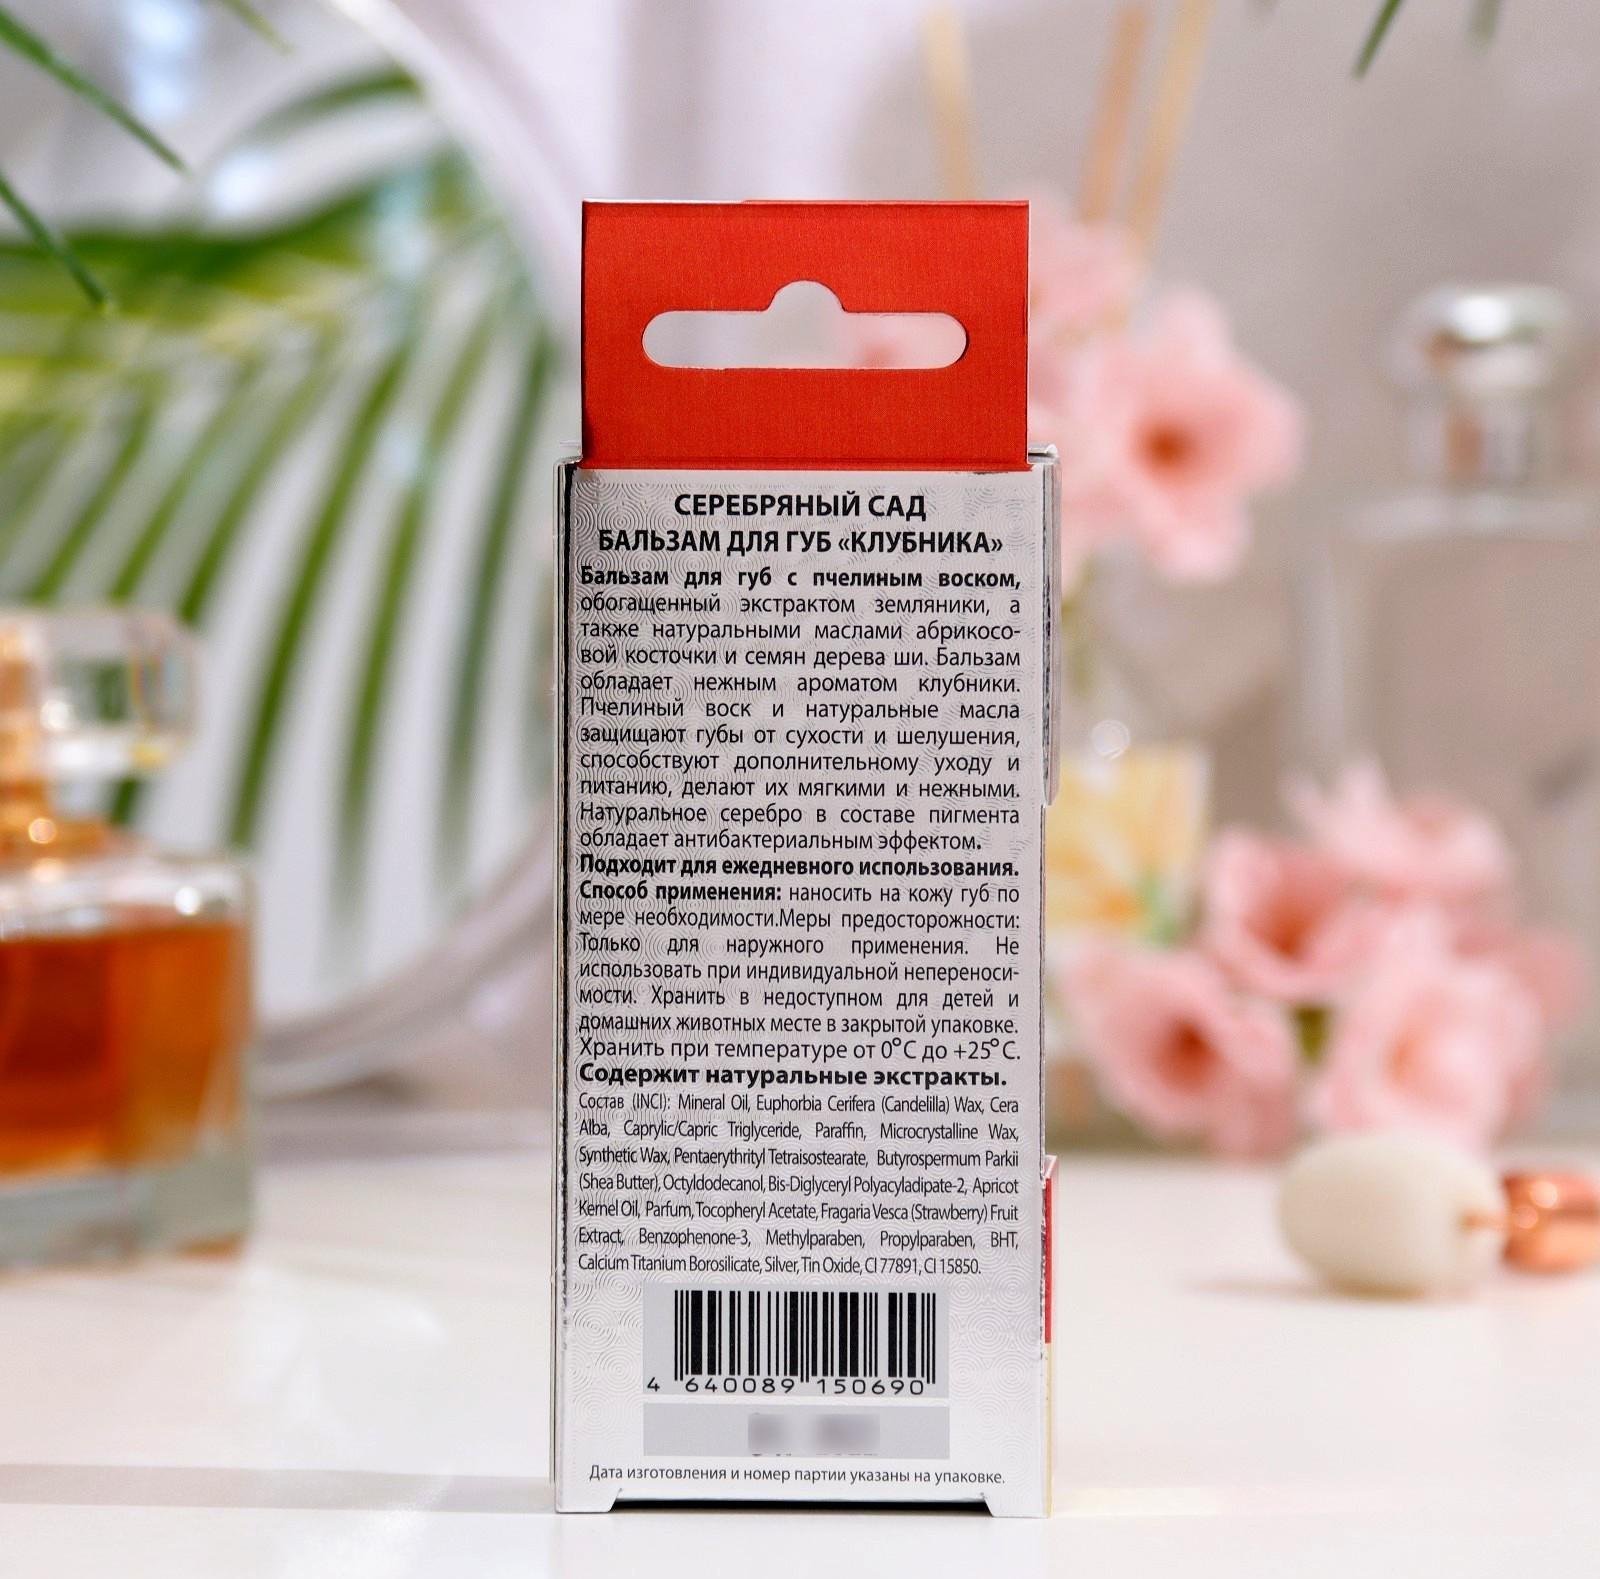 СЕРЕБРЯНЫЙ САД
БАЛЬЗАМ ДЛЯ ГУБ «КЛУБНИКА»
Бальзам для губ с пчелиным воском,
обогащенный экстрактом земляники, а
также натуральными маслами абрикосо-
вой косточки и семян дерева ши. Бальзам
обладает нежным ароматом клубники.
Пчелиный воск и натуральные масла
защищают губы от сухости и шелушения,
способствуют дополнительному уходу и
питанию, делают их мягкими и нежными.
Натуральное серебро в составе пигмента
обладает антибактериальным эффектом.
Подходит для ежедневного использования.
Способ применения: наносить на кожу губ по
мере необходимости.Меры предосторожности:
Только для наружного применения. Не
использовать при индивидуальной непереноси-
мости. Хранить в недоступном для детей и
домашних животных месте в закрытой упаковке.
Хранить при температуре от 0°С до +25°С.
Содержит натуральные экстракты.
Состав (INCI): Mineral Oil, Euphorbia Cerifera (Candelilla) Wax, Cera
Alba, Caprylic/Capric Triglyceride, Paraffin, Microcrystalline Wax,
Synthetic Wax, Pentaerythrityl Tetraisostearate, Butyrospermum Parkii
(Shea Butter), Octyldodecanol, Bis-Diglyceryl Polyacyladipate-2, Apricot
Kernel Oil, Parfum, Tocopheryl Acetate, Fragaria Vesca (Strawberry) Fruit
Extract, Benzophenone-3, Methylparaben, Propylparaben, BHT,
Calcium Titanium Borosilicate, Silver, Tin Oxide, CI 77891, CI 15850.
4 640089 150690
Дата изготовления и номер партии указаны на упаковке.